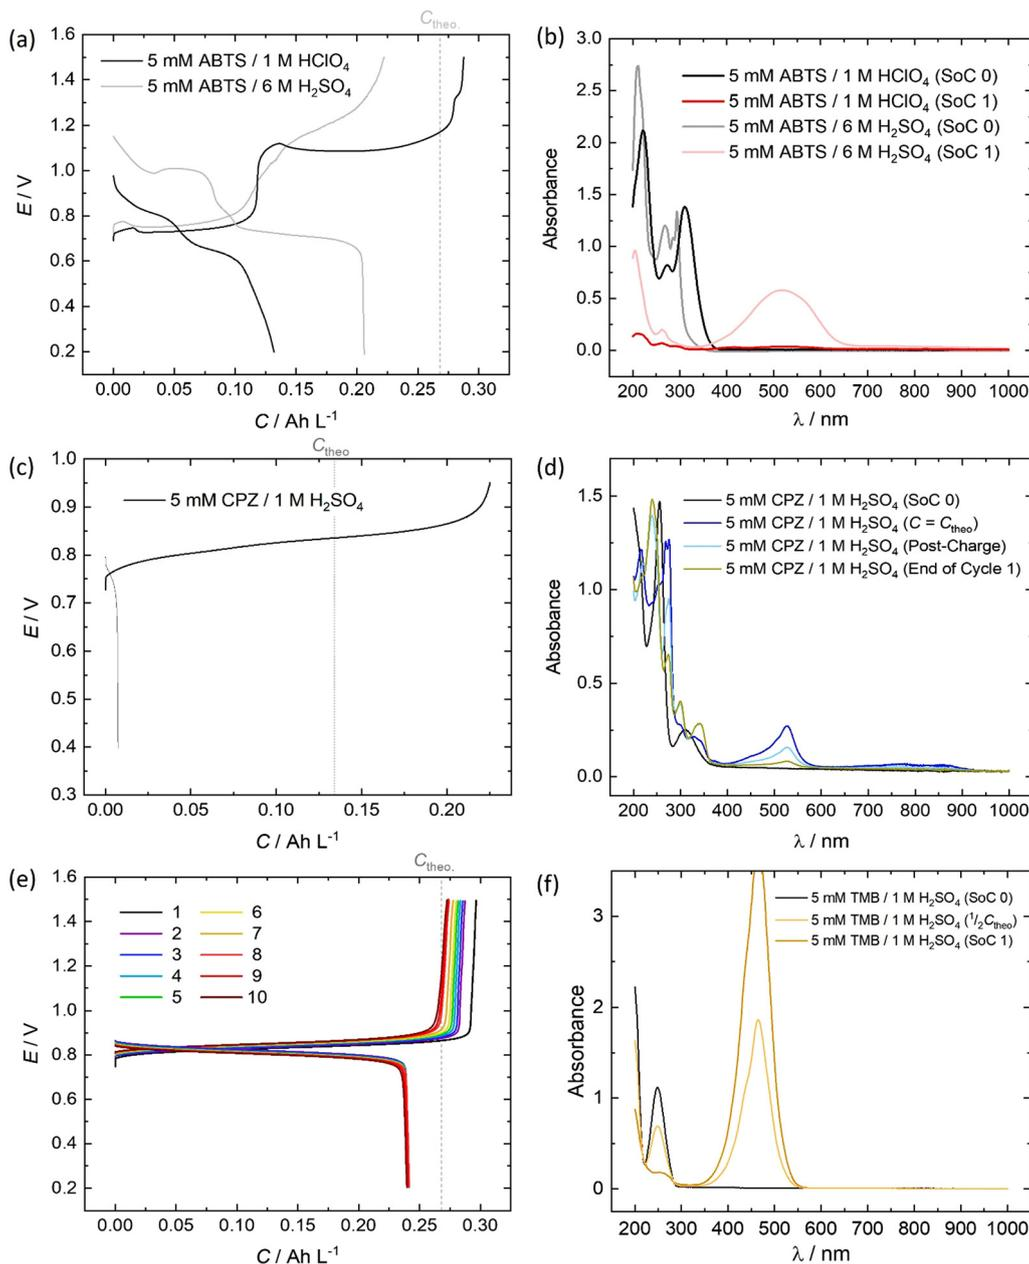 (a)
C_theo.
1.6
1.4
1.2
1.0
0.8
0.6
0.4
0.2
E / V
5 mM ABTS / 1 M HClO₄
5 mM ABTS / 6 M H₂SO₄
0.00 0.05 0.10 0.15 0.20 0.25 0.30
C / Ah L⁻¹
(b)
3.0
2.5
2.0
1.5
1.0
0.5
0.0
Absorbance
5 mM ABTS / 1 M HClO₄ (SoC 0)
5 mM ABTS / 1 M HClO₄ (SoC 1)
5 mM ABTS / 6 M H₂SO₄ (SoC 0)
5 mM ABTS / 6 M H₂SO₄ (SoC 1)
200 300 400 500 600 700 800 900 1000
λ / nm
(c)
C_theo
1.0
0.9
0.8
0.7
0.6
0.5
0.4
0.3
E / V
5 mM CPZ / 1 M H₂SO₄
0.00 0.05 0.10 0.15 0.20
C / Ah L⁻¹
(d)
1.5
1.0
0.5
0.0
Absobance
5 mM CPZ / 1 M H₂SO₄ (SoC 0)
5 mM CPZ / 1 M H₂SO₄ (C = C_theo)
5 mM CPZ / 1 M H₂SO₄ (Post-Charge)
5 mM CPZ / 1 M H₂SO₄ (End of Cycle 1)
200 300 400 500 600 700 800 900 1000
λ / nm
(e)
C_theo.
1.6
1.4
1.2
1.0
0.8
0.6
0.4
0.2
E / V
1 6
2 7
3 8
4 9
5 10
0.00 0.05 0.10 0.15 0.20 0.25 0.30
C / Ah L⁻¹
(f)
3
2
1
0
Absorbance
5 mM TMB / 1 M H₂SO₄ (SoC 0)
5 mM TMB / 1 M H₂SO₄ (¹/₂C_theo)
5 mM TMB / 1 M H₂SO₄ (SoC 1)
200 300 400 500 600 700 800 900 1000
λ / nm